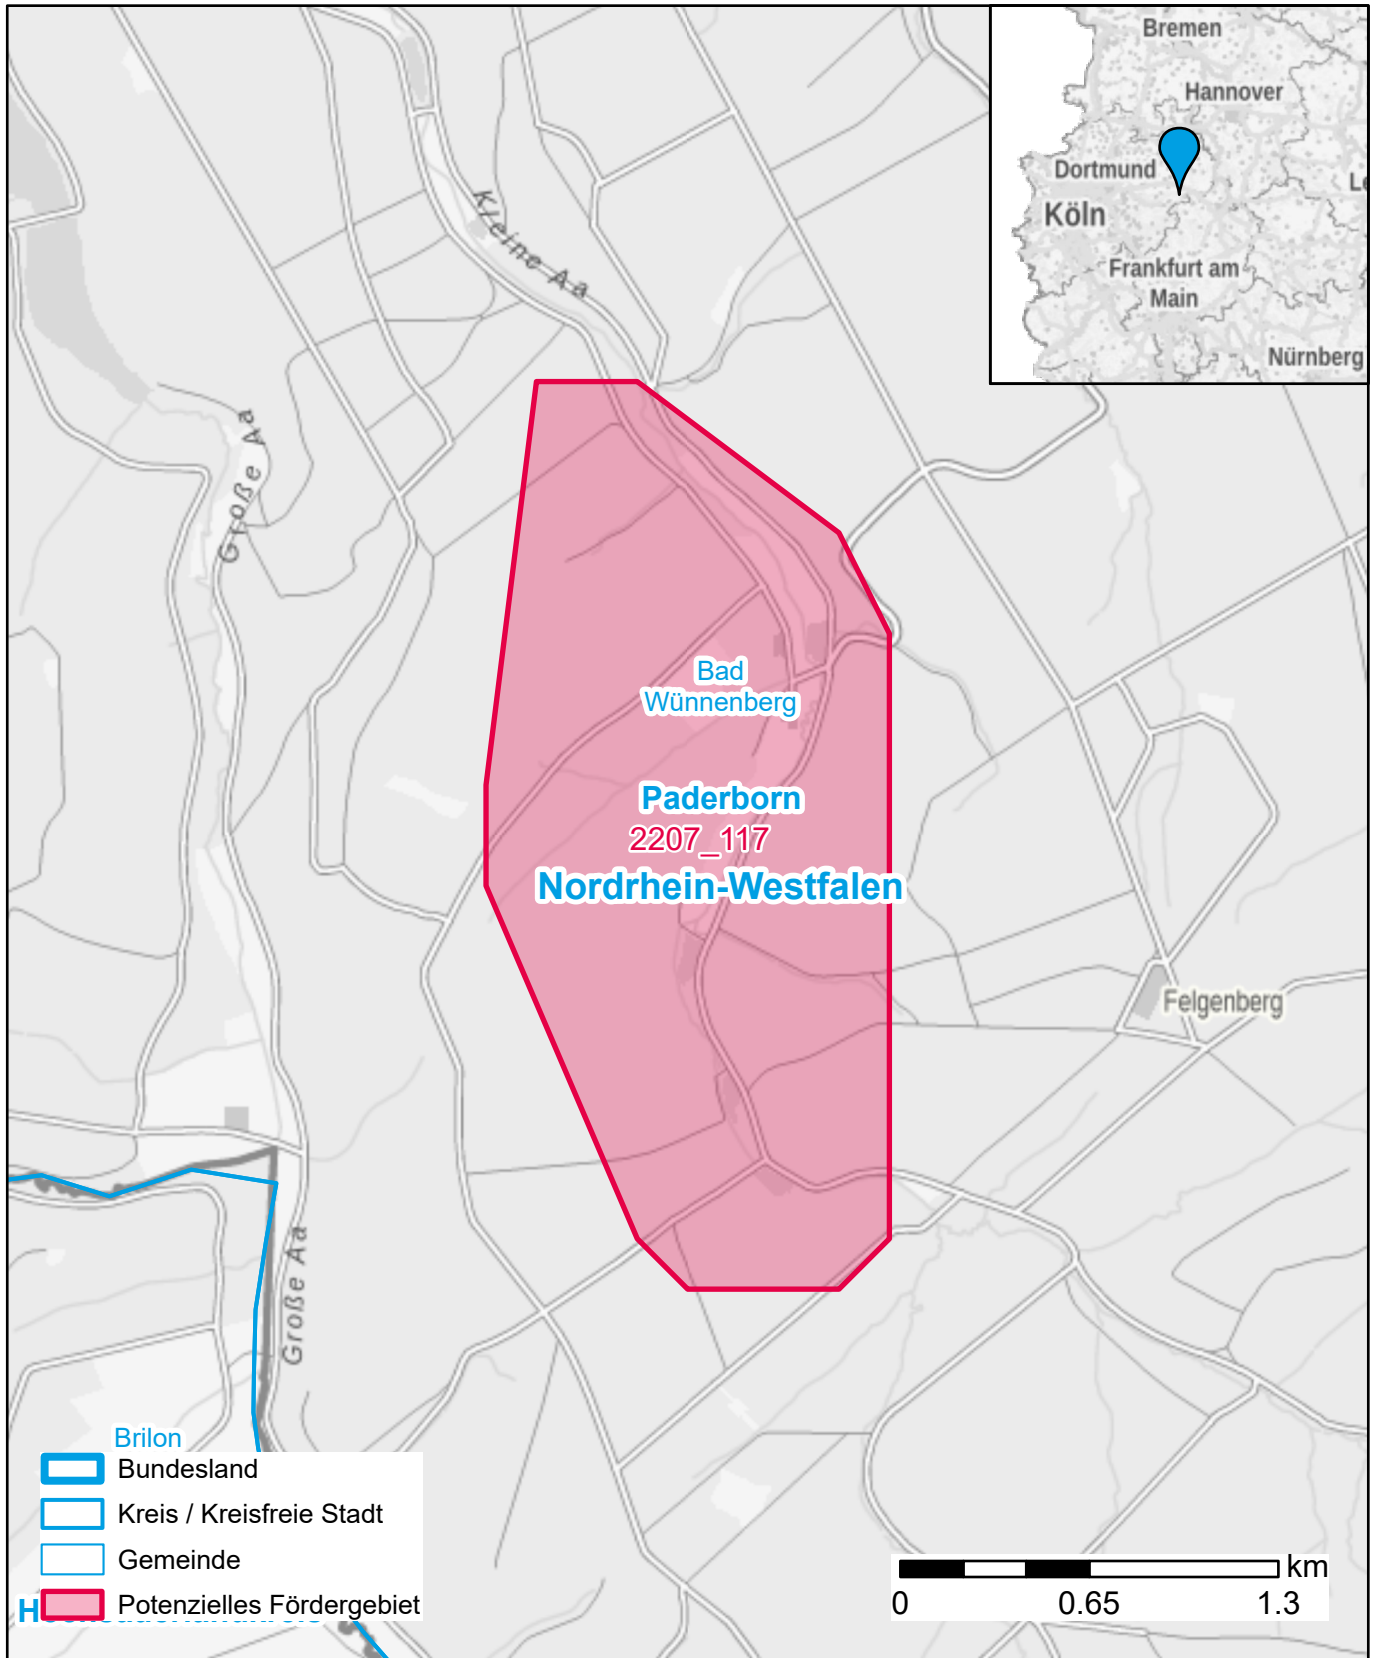 Bremen
Hannover
Dortmund
Le
Köln
Frankfurt am
Main
Nürnberg
Kleine Aa
Große Aa
Bad
Wünnenberg
Paderborn
2207_117
Nordrhein-Westfalen
Felgenberg
Große Aa
Brilon
Bundesland
Kreis / Kreisfreie Stadt
Gemeinde
Potenzielles Fördergebiet
km
0 0.65 1.3